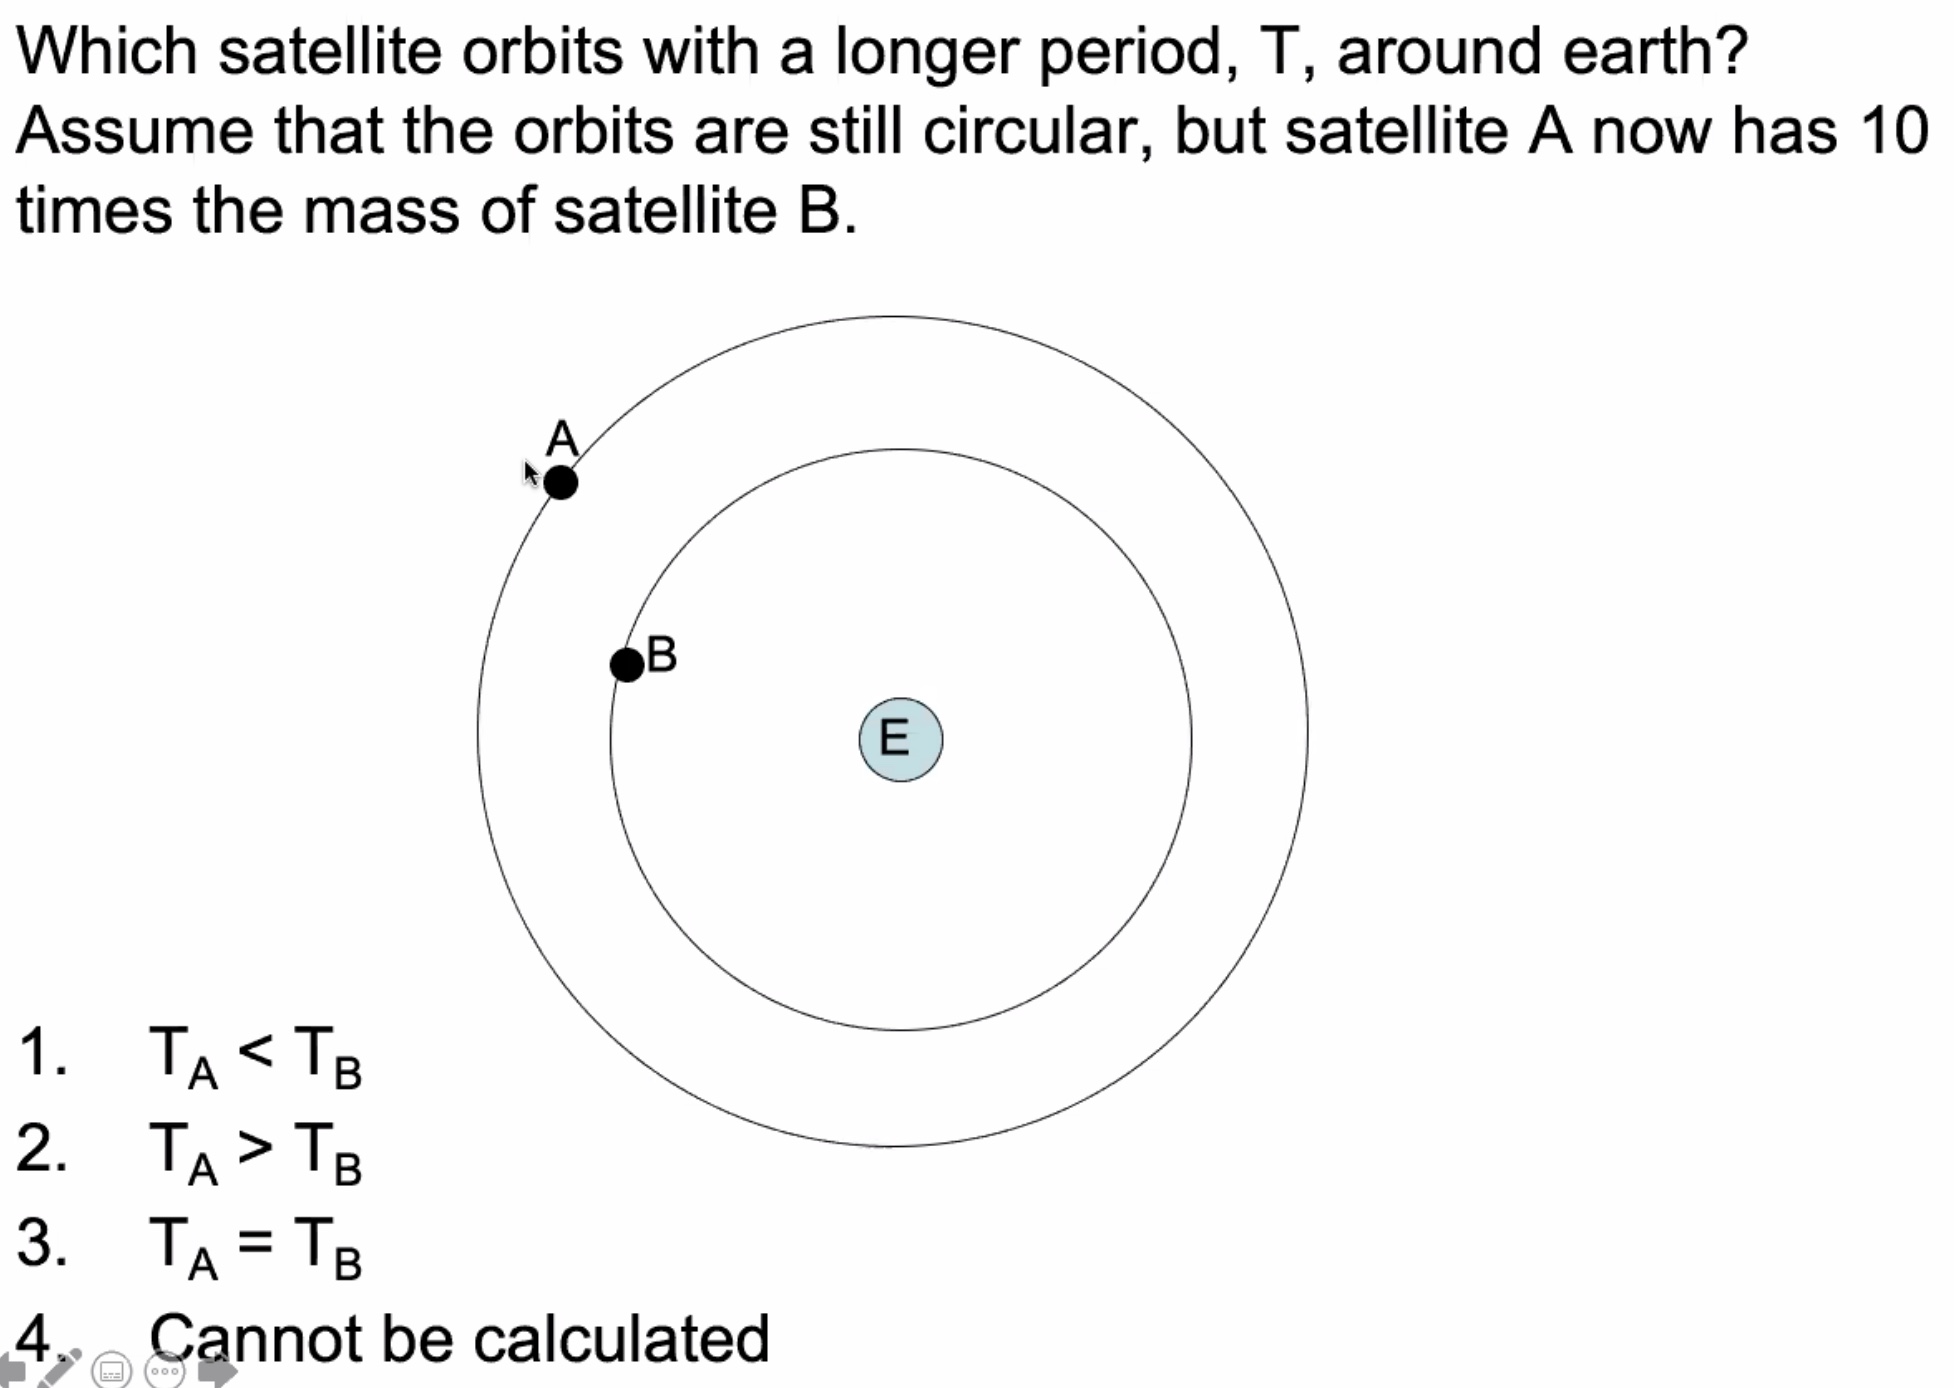 Which satellite orbits with a longer period, T, around earth?
Assume that the orbits are still circular, but satellite A now has 10
times the mass of satellite B.
A
B
E
1. T_A < T_B
2. T_A > T_B
3. T_A = T_B
4. Cannot be calculated